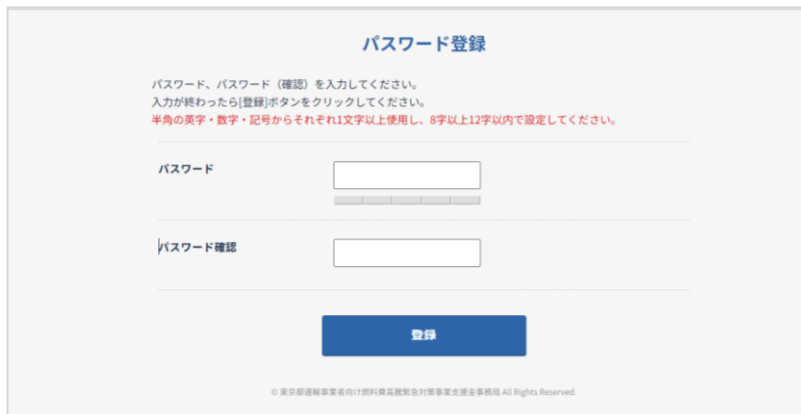 パスワード登録
パスワード、パスワード（確認）を入力してください。
入力が終わったら[登録]ボタンをクリックしてください。
半角の英字・数字・記号からそれぞれ1文字以上使用し、8字以上12字以内で設定してください。
パスワード
パスワード確認
登録
© 東京都運輸事業者向け燃料費高騰緊急対策事業支援金事務局 All Rights Reserved.